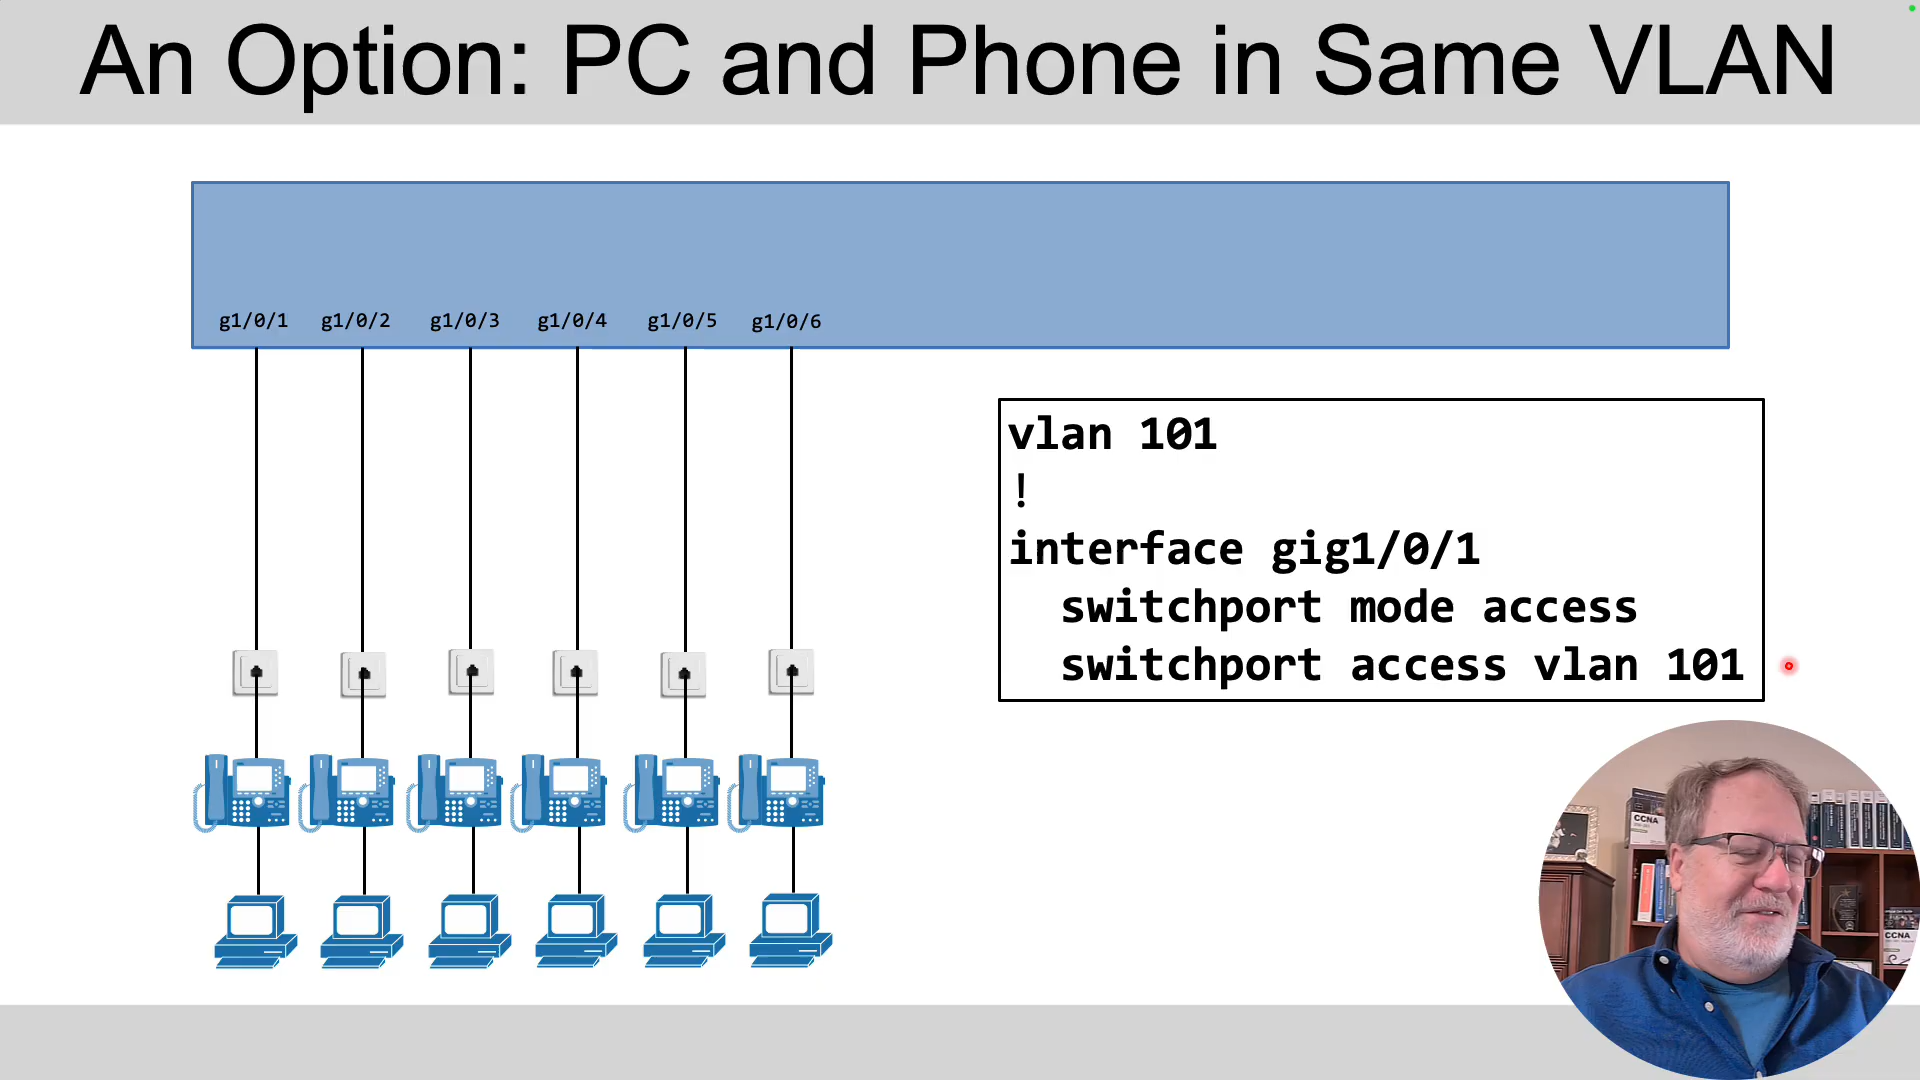 An Option: PC and Phone in Same VLAN
g1/0/1 g1/0/2 g1/0/3 g1/0/4 g1/0/5 g1/0/6
vlan 101
!
interface gig1/0/1
switchport mode access
switchport access vlan 101
CCNA
CCNA